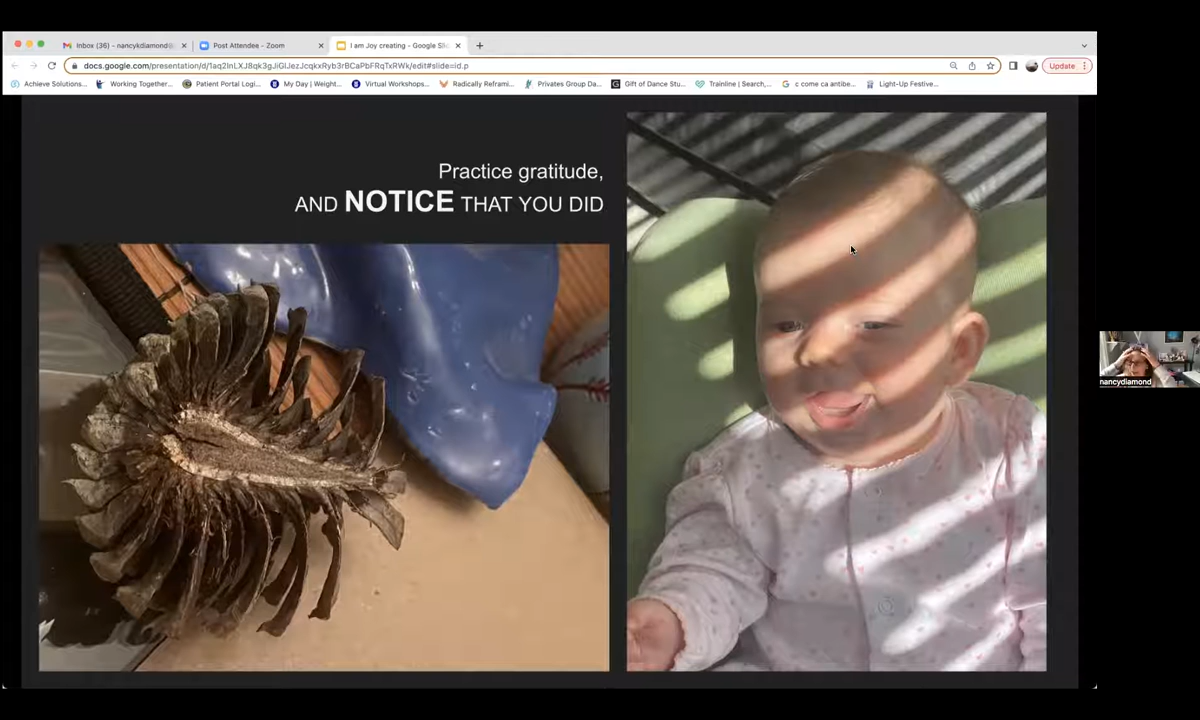 Inbox (36) - nancykdiamond@
Post Attendee - Zoom
I am Joy creating - Google Sli
docs.google.com/presentation/d/1aq2lnLXJ8qk3gJiGlJezJcqkxRyb3rBCaPbFRqTxRWk/edit#slide=id.p
Update
Achieve Solutions...
Working Together...
Patient Portal Logi...
My Day | Weight...
Virtual Workshops...
Radically Reframi...
Privates Group Da...
Gift of Dance Stu...
Trainline | Search,...
c come ca antibe...
Light-Up Festive...
Practice gratitude,
AND NOTICE THAT YOU DID
nancydiamond